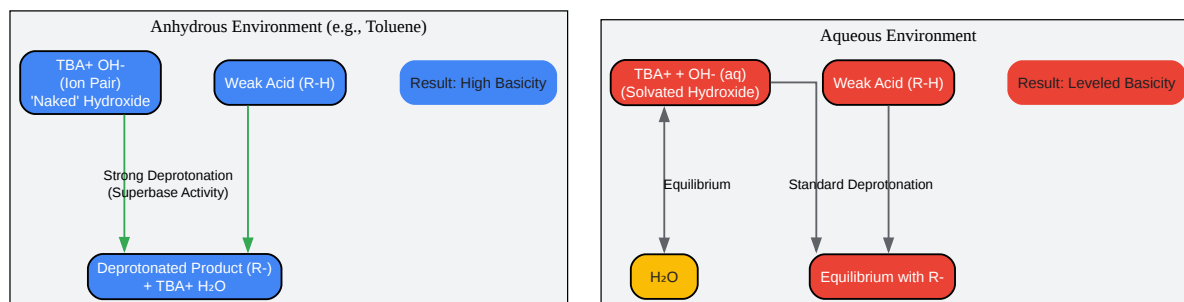 Anhydrous Environment (e.g., Toluene)
TBA+ OH-
(Ion Pair)
'Naked' Hydroxide
Weak Acid (R-H)
Result: High Basicity
Strong Deprotonation
(Superbase Activity)
Deprotonated Product (R-)
+ TBA+ H₂O
Aqueous Environment
TBA+ + OH- (aq)
(Solvated Hydroxide)
Weak Acid (R-H)
Result: Leveled Basicity
Equilibrium
Standard Deprotonation
H₂O
Equilibrium with R-